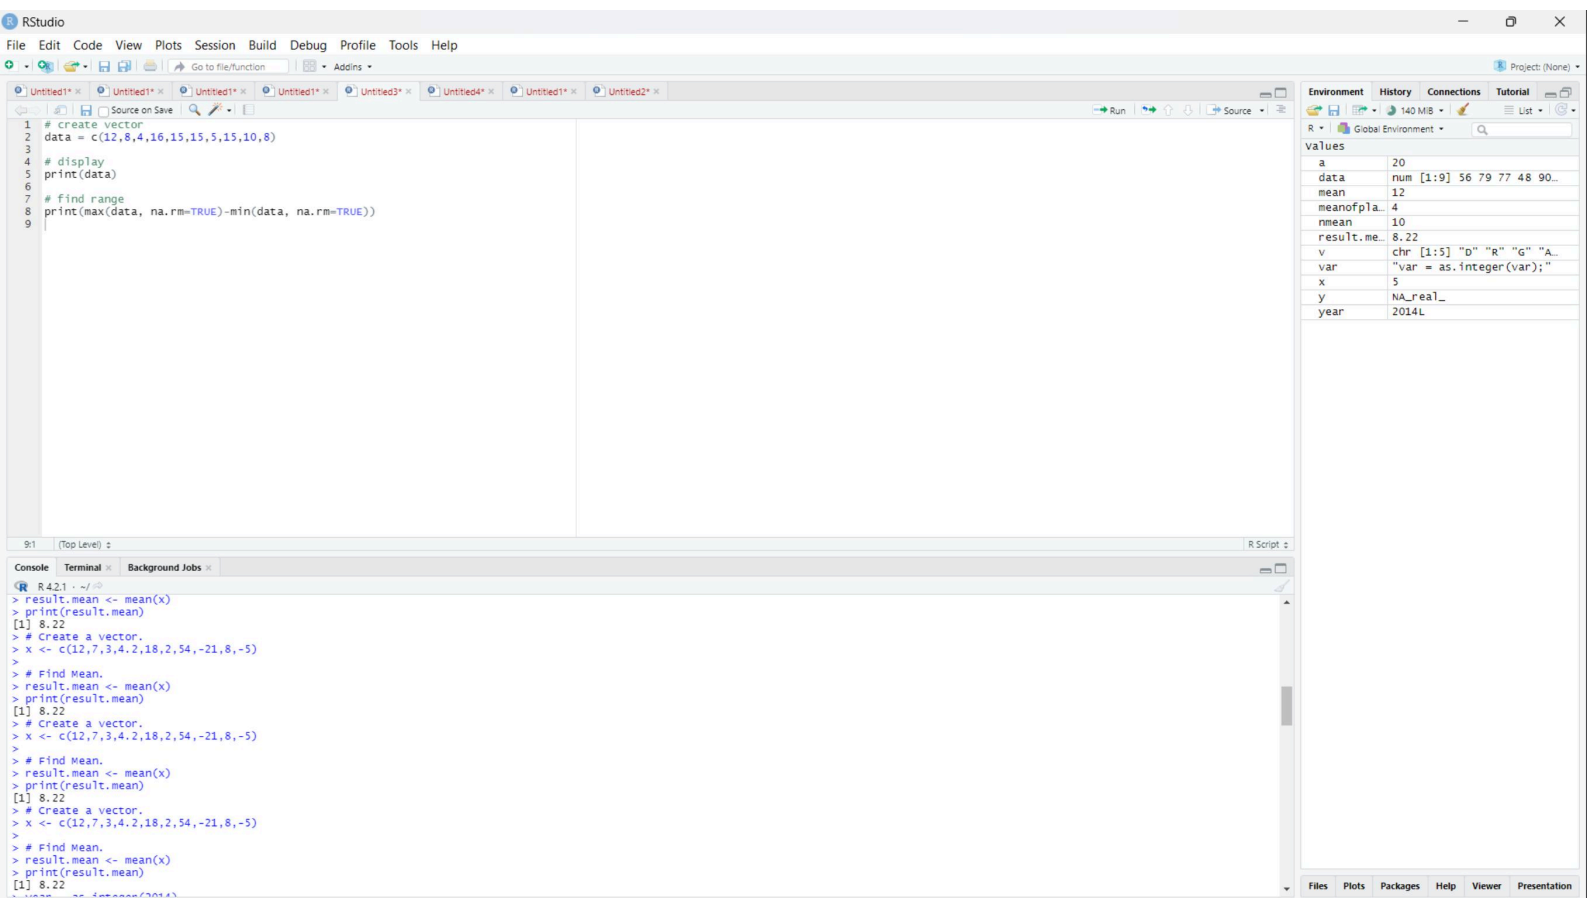 RStudio
File Edit Code View Plots Session Build Debug Profile Tools Help
Go to file/function
Addins
Project: (None)
Untitled1* Untitled1* Untitled1* Untitled1* Untitled3* Untitled4* Untitled1* Untitled2*
Source on Save
Run
Source
1 # create vector
2 data = c(12,8,4,16,15,15,5,15,10,8)
3
4 # display
5 print(data)
6
7 # find range
8 print(max(data, na.rm=TRUE)-min(data, na.rm=TRUE))
9
9:1 (Top Level)
R Script
Console Terminal Background Jobs
R 4.2.1 · ~/
> result.mean <- mean(x)
> print(result.mean)
[1] 8.22
> # Create a vector.
> x <- c(12,7,3,4.2,18,2,54,-21,8,-5)
>
> # Find Mean.
> result.mean <- mean(x)
> print(result.mean)
[1] 8.22
> # Create a vector.
> x <- c(12,7,3,4.2,18,2,54,-21,8,-5)
>
> # Find Mean.
> result.mean <- mean(x)
> print(result.mean)
[1] 8.22
> # Create a vector.
> x <- c(12,7,3,4.2,18,2,54,-21,8,-5)
>
> # Find Mean.
> result.mean <- mean(x)
> print(result.mean)
[1] 8.22
Environment History Connections Tutorial
140 MiB
List
R Global Environment
values
a 20
data num [1:9] 56 79 77 48 90…
mean 12
meanofpla… 4
nmean 10
result.me… 8.22
v chr [1:5] "D" "R" "G" "A…
var "var = as.integer(var);"
x 5
y NA_real_
year 2014L
Files Plots Packages Help Viewer Presentation